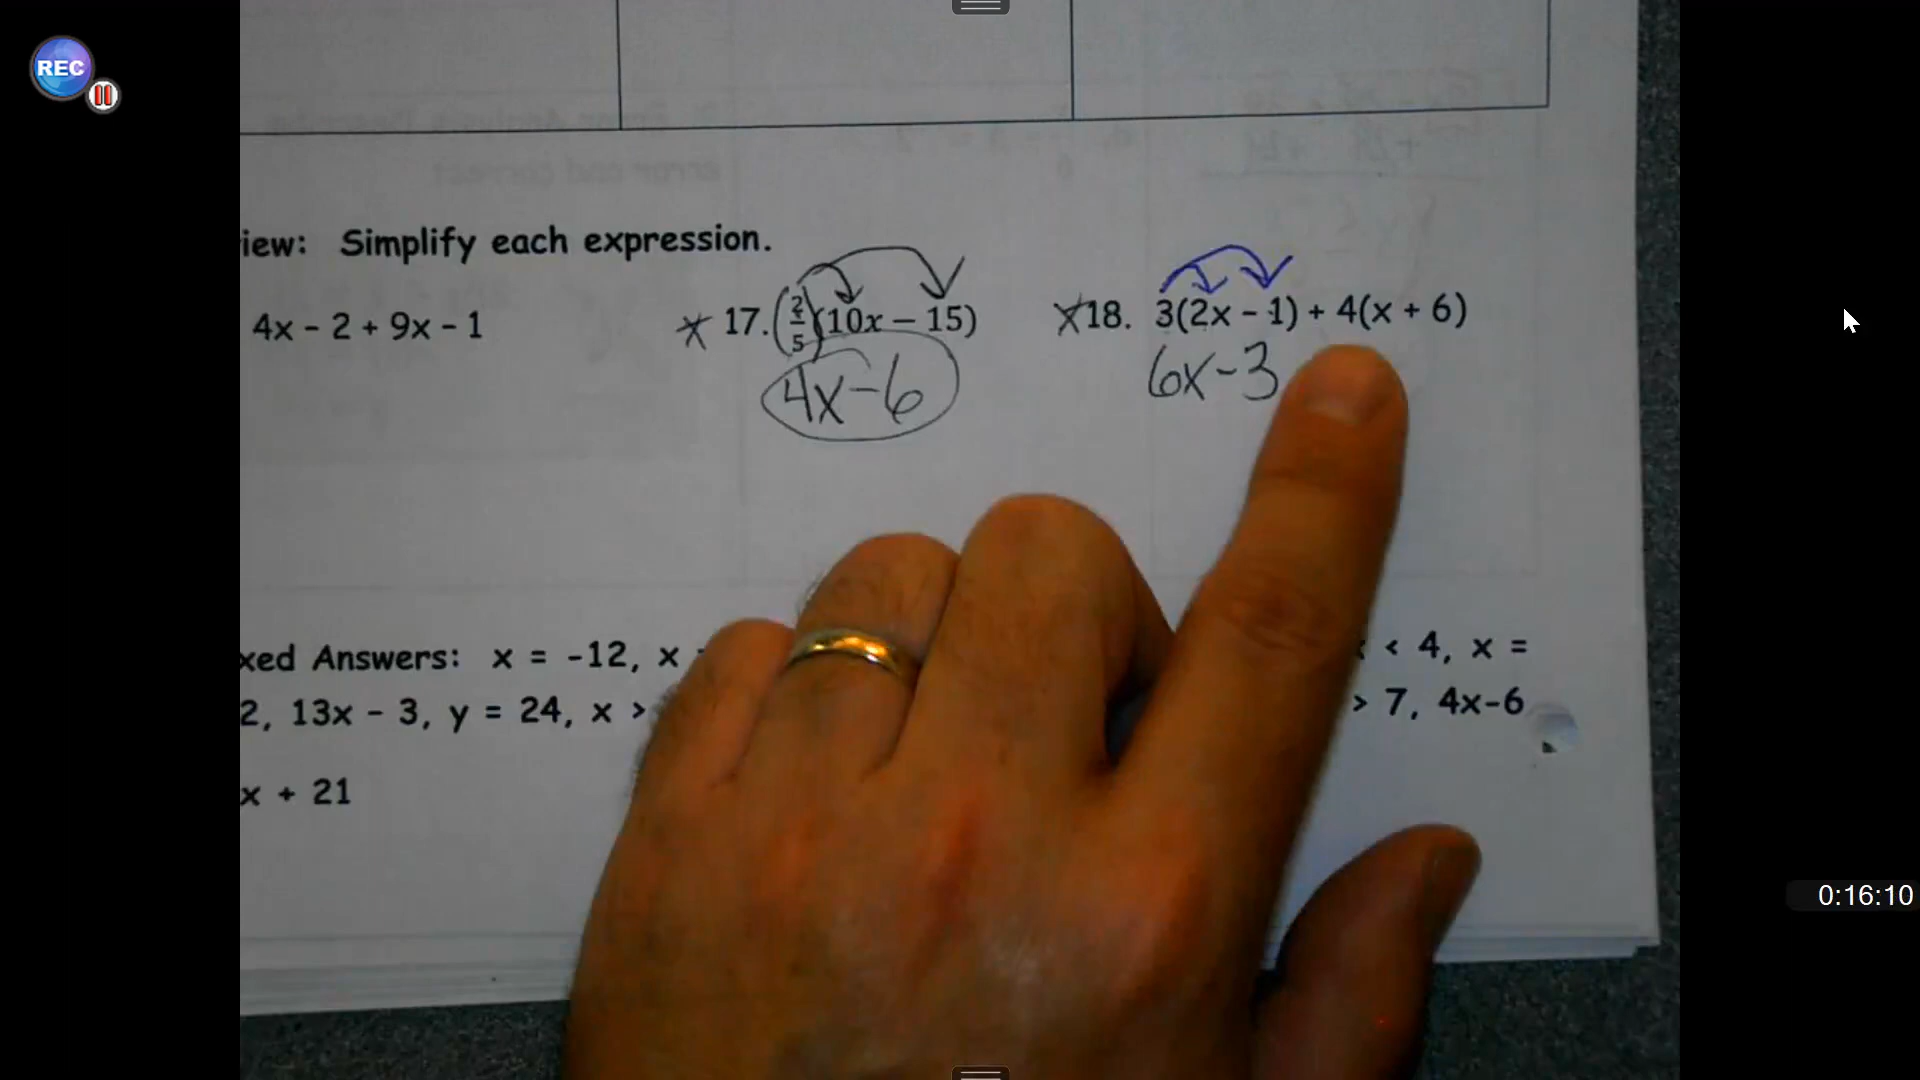 REC
iew: Simplify each expression.
4x - 2 + 9x - 1
17. (2/5)(10x – 15)
4x-6
18. 3(2x - 1) + 4(x + 6)
6x-3
xed Answers: x = -12, x
< 4, x =
2, 13x - 3, y = 24, x >
> 7, 4x-6
x + 21
0:16:10